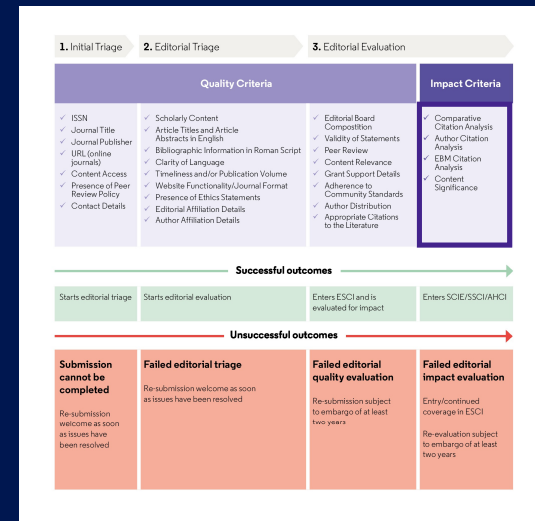 1. Initial Triage
2. Editorial Triage
3. Editorial Evaluation
Quality Criteria
Impact Criteria
✓ ISSN
✓ Journal Title
✓ Journal Publisher
✓ URL (online
journals)
✓ Content Access
✓ Presence of Peer
Review Policy
✓ Contact Details
✓ Scholarly Content
✓ Article Titles and Article
Abstracts in English
✓ Bibliographic Information in Roman Script
✓ Clarity of Language
✓ Timeliness and/or Publication Volume
✓ Website Functionality/Journal Format
✓ Presence of Ethics Statements
✓ Editorial Affiliation Details
✓ Author Affiliation Details
✓ Editorial Board
Compostition
✓ Validity of Statements
✓ Peer Review
✓ Content Relevance
✓ Grant Support Details
✓ Adherence to
Community Standards
✓ Author Distribution
✓ Appropriate Citations
to the Literature
✓ Comparative
Citation Analysis
✓ Author Citation
Analysis
✓ EBM Citation
Analysis
✓ Content
Significance
Successful outcomes
Starts editorial triage
Starts editorial evaluation
Enters ESCI and is
evaluated for impact
Enters SCIE/SSCI/AHCI
Unsuccessful outcomes
Submission
cannot be
completed
Re-submission
welcome as soon
as issues have
been resolved
Failed editorial triage
Re-submission welcome as soon
as issues have been resolved
Failed editorial
quality evaluation
Re-submission subject
to embargo of at least
two years
Failed editorial
impact evaluation
Entry/continued
coverage in ESCI
Re-evaluation subject
to embargo of at least
two years